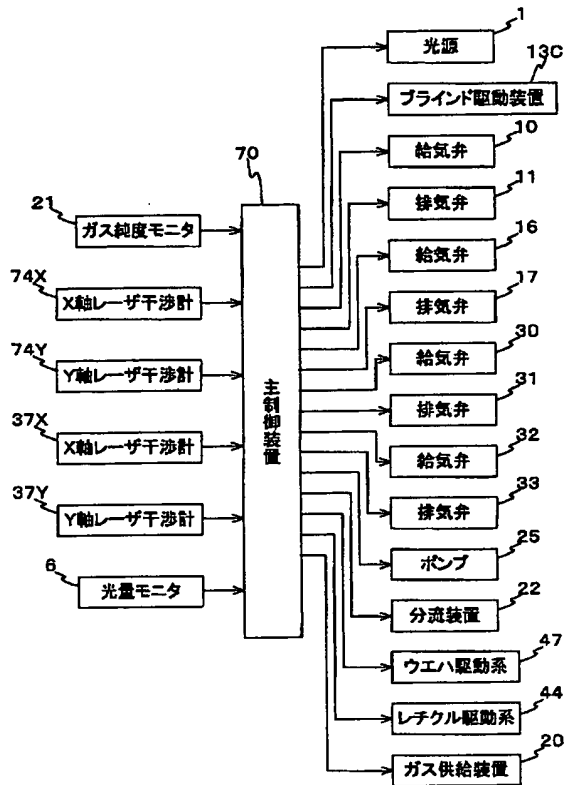 1
光源
13C
ブラインド駆動装置
70
10
給気弁
21
11
ガス純度モニタ
排気弁
16
給気弁
74X
X軸レーザ干渉計
17
排気弁
74Y
Y軸レーザ干渉計
30
給気弁
主制御装置
37X
X軸レーザ干渉計
31
排気弁
32
給気弁
37Y
Y軸レーザ干渉計
33
排気弁
6
光量モニタ
25
ポンプ
22
分流装置
47
ウエハ駆動系
44
レチクル駆動系
20
ガス供給装置